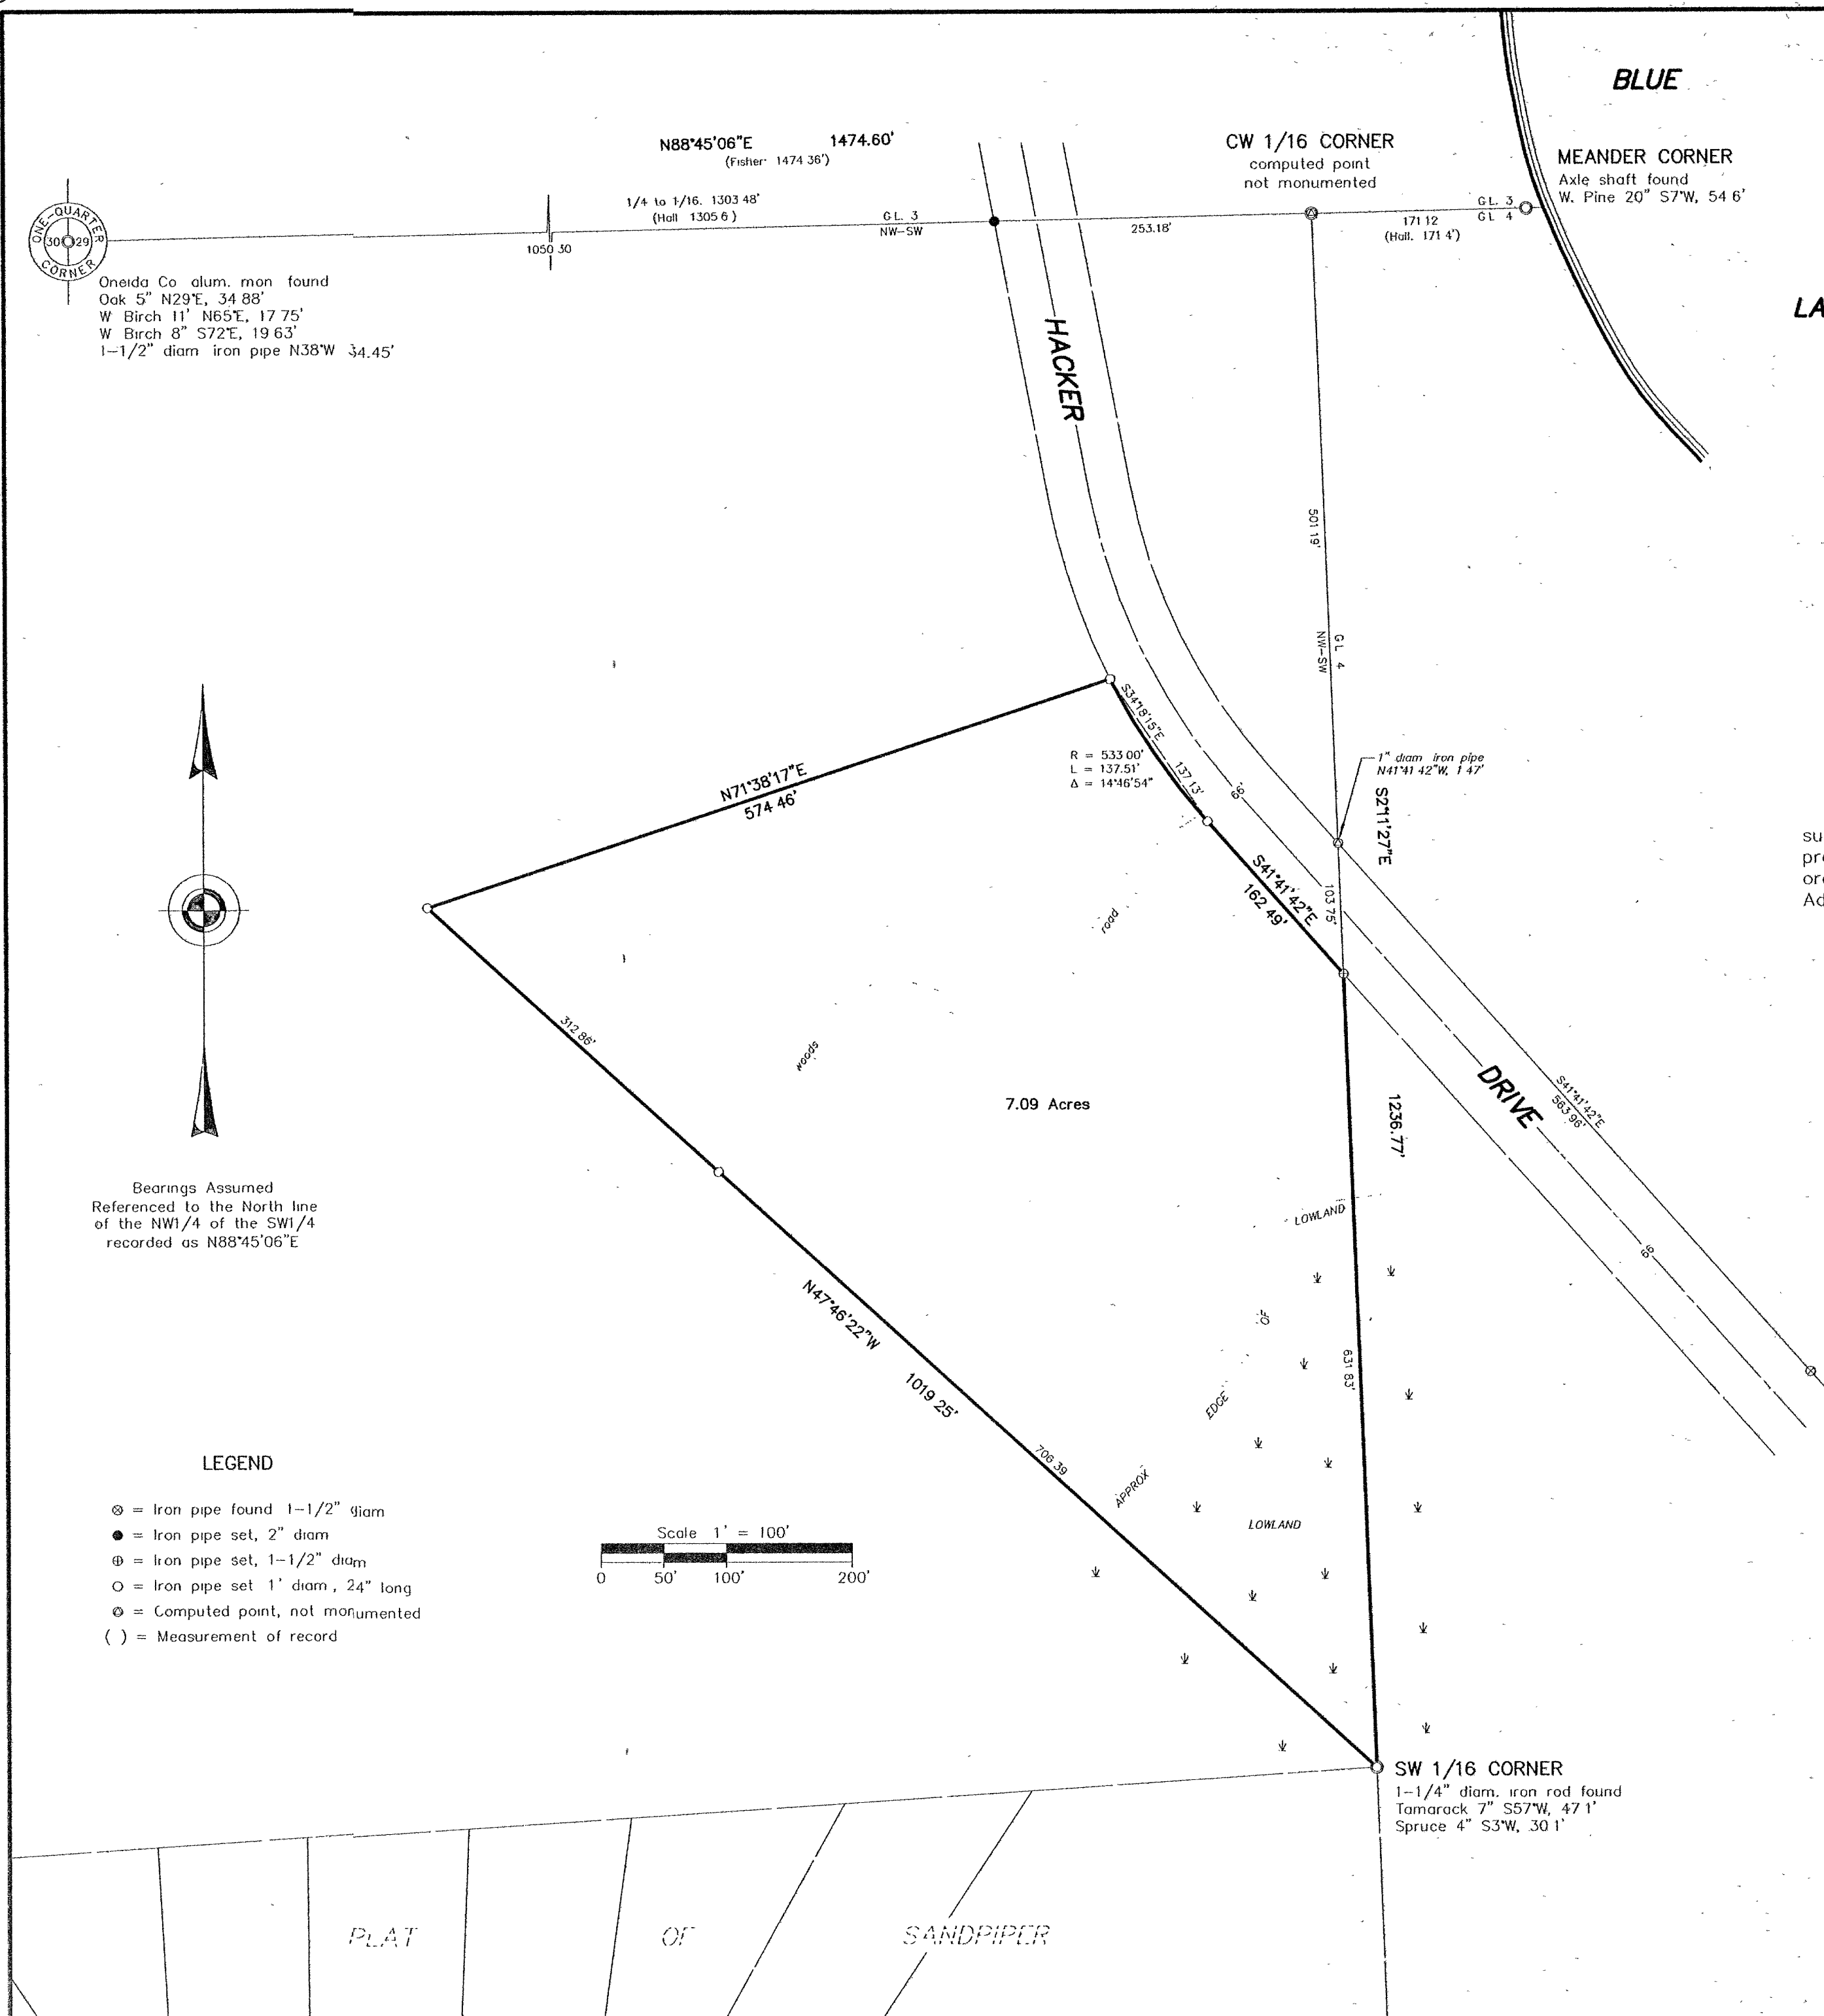 BLUE
N88°45'06"E 1474.60'
(Fisher 1474 36')
CW 1/16 CORNER
computed point
not monumented
MEANDER CORNER
Axle shaft found
W. Pine 20" S7°W, 54 6'
1/4 to 1/16. 1303 48'
(Hall 1305 6 )
G L. 3
NW-SW
1050 30
253.18'
171 12
(Hall. 171 4')
G L. 3
G L 4
ONE-QUARTER
30 29
CORNER
Oneida Co alum. mon found
Oak 5" N29°E, 34 88'
W Birch 11' N65°E, 17 75'
W Birch 8" S72°E, 19 63'
1-1/2" diam iron pipe N38°W 34.45'
LA
HACKER
501 19'
G L 4
NW-SW
S34°18'15"E
137 13'
R = 533 00'
L = 137.51'
Δ = 14°46'54"
66
1" diam iron pipe
N41°41 42"W, 1 47'
S2°11'27"E
N71°38'17"E
574 46'
S41°41'42"E
162 49'
103 75'
su
pr
or
Ad
road
312 86'
woods
7.09 Acres
DRIVE
S41°41'42"E
563 96'
1236.77'
Bearings Assumed
Referenced to the North line
of the NW1/4 of the SW1/4
recorded as N88°45'06"E
LOWLAND
66
N47°46'22"W
1019 25'
OF
631 83'
EDGE
706 39
APPROX
LOWLAND
LEGEND
⊗ = Iron pipe found 1-1/2" diam
● = Iron pipe set, 2" diam
⊕ = Iron pipe set, 1-1/2" diam
O = Iron pipe set 1' diam , 24" long
= Computed point, not monumented
( ) = Measurement of record
Scale 1' = 100'
0 50' 100' 200'
SW 1/16 CORNER
1-1/4" diam. iron rod found
Tamarack 7" S57°W, 47 1'
Spruce 4" S3°W, 30 1'
PLAT OF SANDPIPER